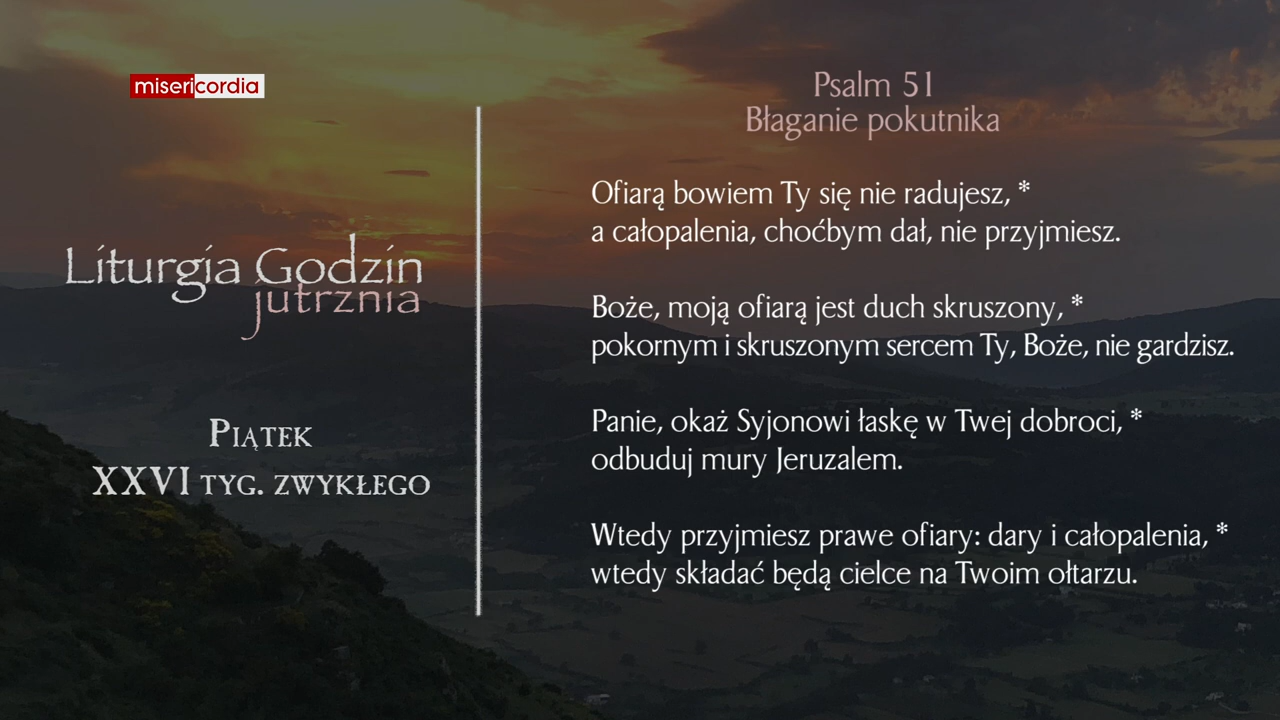 misericordia
Liturgia Godzin
jutrznia
Piątek
XXVI tyg. zwykłego
Psalm 51
Błaganie pokutnika
Ofiarą bowiem Ty się nie radujesz, *
a całopalenia, choćbym dał, nie przyjmiesz.
Boże, moją ofiarą jest duch skruszony, *
pokornym i skruszonym sercem Ty, Boże, nie gardzisz.
Panie, okaż Syjonowi łaskę w Twej dobroci, *
odbuduj mury Jeruzalem.
Wtedy przyjmiesz prawe ofiary: dary i całopalenia, *
wtedy składać będą cielce na Twoim ołtarzu.